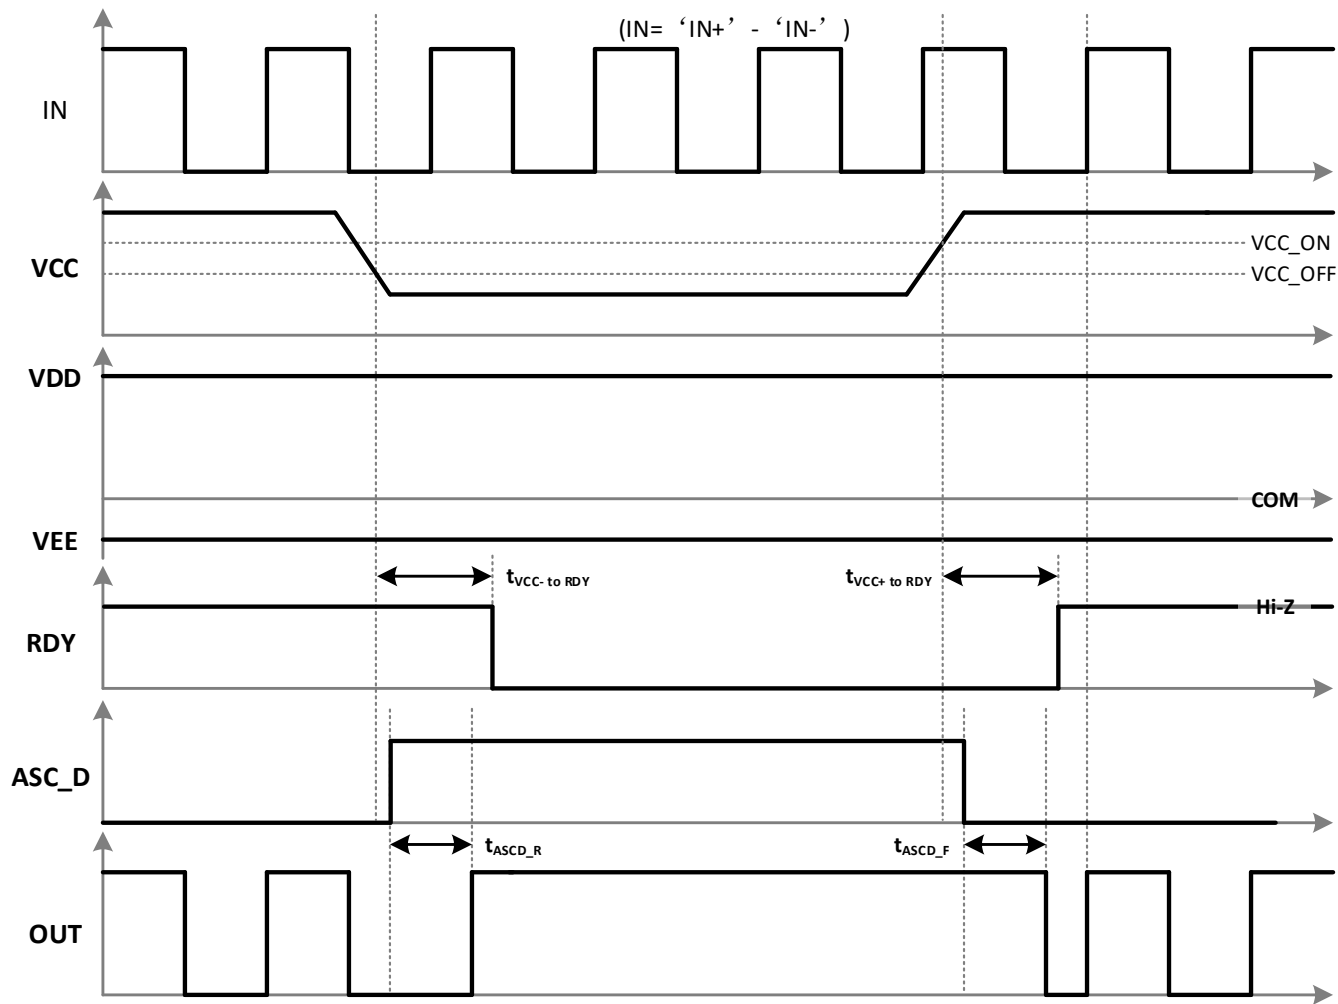 (IN= ‘IN+’ - ‘IN-’ )
IN
VCC_ON
VCC
VCC_OFF
VDD
COM
VEE
tVCC- to RDY
tVCC+ to RDY
Hi-Z
RDY
ASC_D
tASCD_R
tASCD_F
OUT